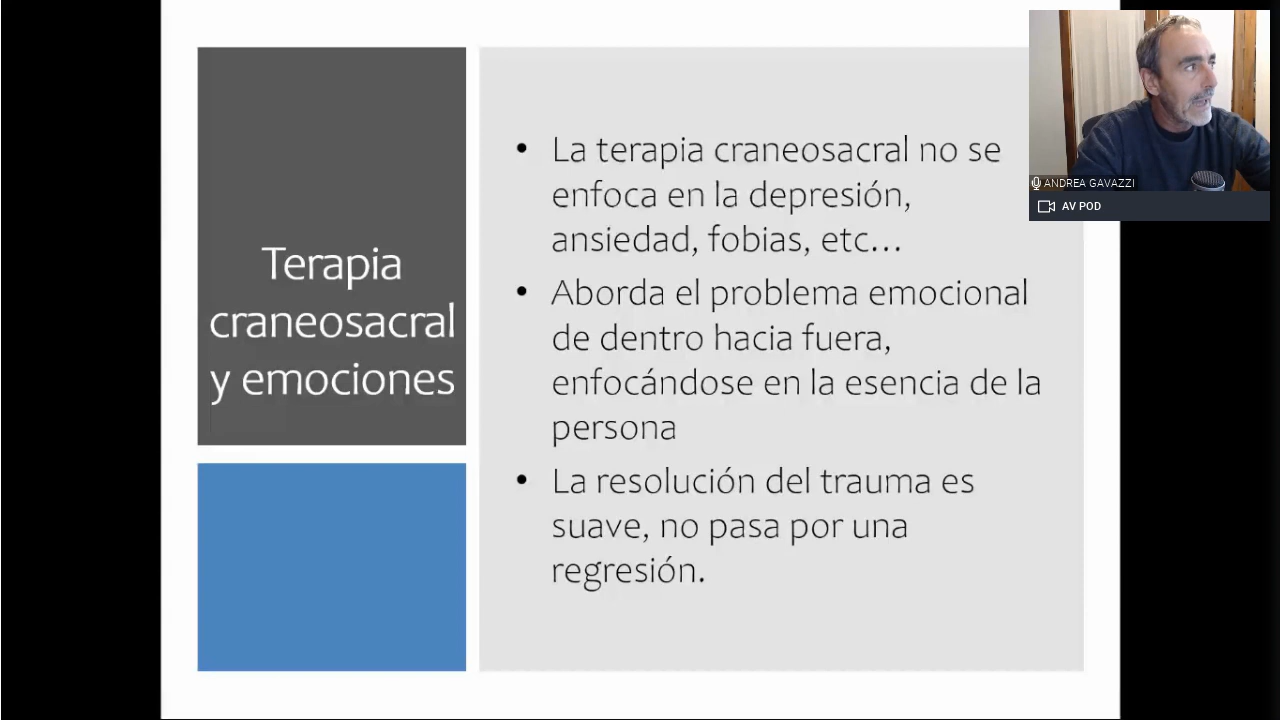 Terapia
craneosacral
y emociones
• La terapia craneosacral no se
enfoca en la depresión,
ansiedad, fobias, etc...
• Aborda el problema emocional
de dentro hacia fuera,
enfocándose en la esencia de la
persona
• La resolución del trauma es
suave, no pasa por una
regresión.
ANDREA GAVAZZI
AV POD